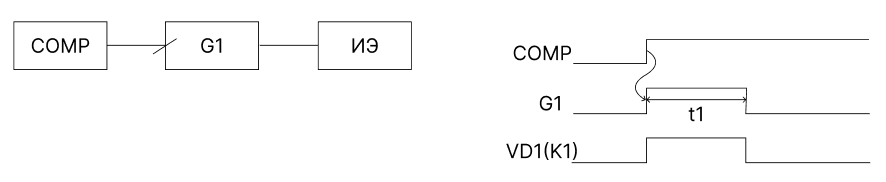 COMP
G1
ИЭ
COMP
G1
t1
VD1(K1)